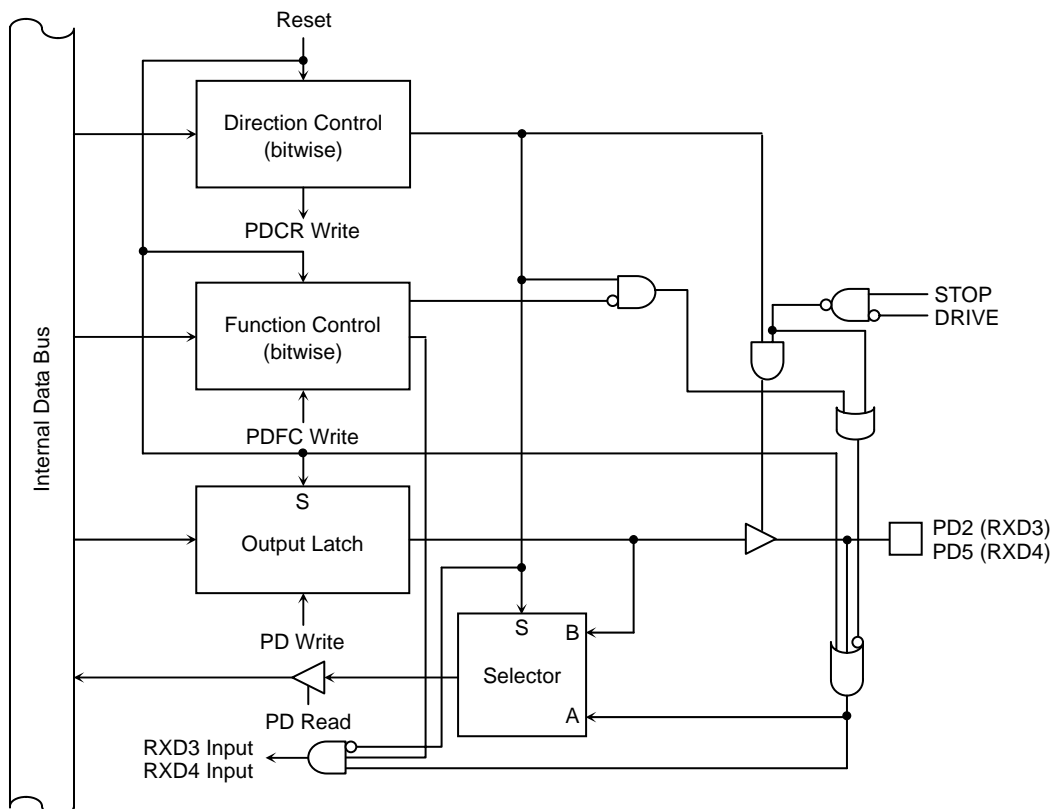 Reset
Direction Control
(bitwise)
PDCR Write
Function Control
(bitwise)
STOP
DRIVE
PDFC Write
Internal Data Bus
S
Output Latch
PD2 (RXD3)
PD5 (RXD4)
PD Write
S
B
Selector
A
PD Read
RXD3 Input
RXD4 Input